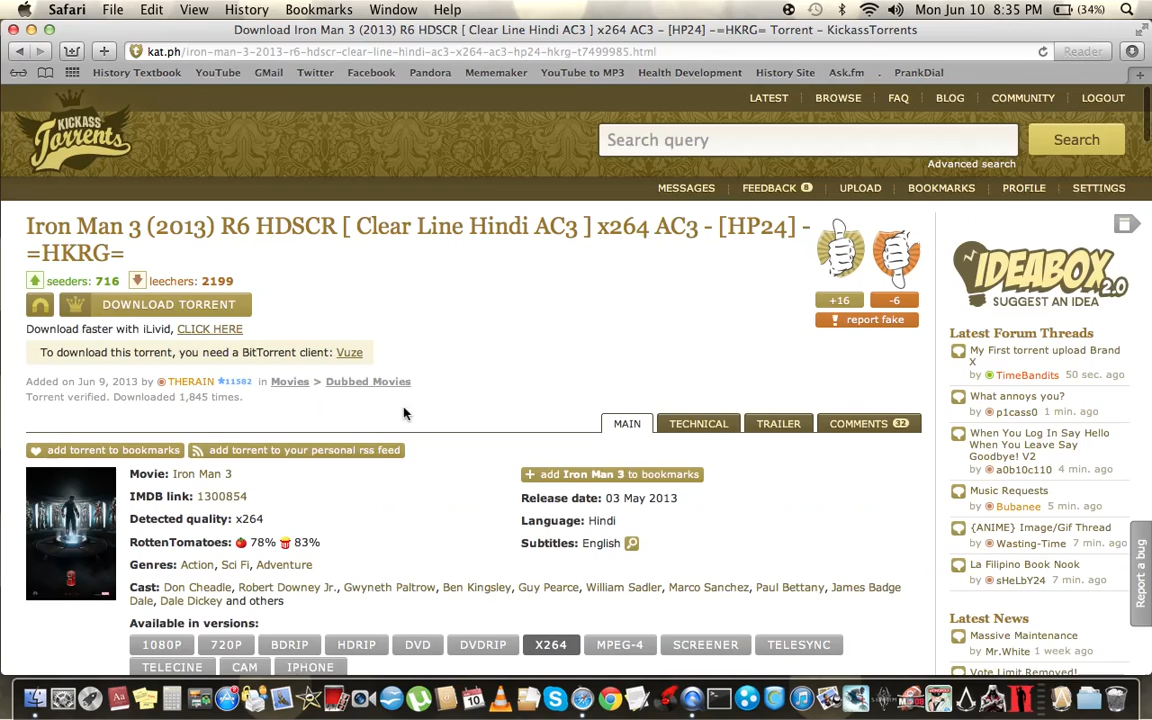 Safari File Edit View History Bookmarks Window Help Mon Jun 10 8:35 PM (34%)
Download Iron Man 3 (2013) R6 HDSCR [ Clear Line Hindi AC3 ] x264 AC3 - [HP24] -=HKRG= Torrent - KickassTorrents
kat.ph/iron-man-3-2013-r6-hdscr-clear-line-hindi-ac3-x264-ac3-hp24-hkrg-t7499985.html Reader
History Textbook YouTube GMail Twitter Facebook Pandora Mememaker YouTube to MP3 Health Development History Site Ask.fm . PrankDial
LATEST BROWSE FAQ BLOG COMMUNITY LOGOUT
KICKASS
Torrents
Search query Search
Advanced search
MESSAGES FEEDBACK 8 UPLOAD BOOKMARKS PROFILE SETTINGS
Iron Man 3 (2013) R6 HDSCR [ Clear Line Hindi AC3 ] x264 AC3 - [HP24] -
=HKRG=
seeders: 716 leechers: 2199
DOWNLOAD TORRENT
+16 -6
report fake
Download faster with iLivid, CLICK HERE
To download this torrent, you need a BitTorrent client: Vuze
Added on Jun 9, 2013 by THERAIN 11582 in Movies > Dubbed Movies
Torrent verified. Downloaded 1,845 times.
MAIN TECHNICAL TRAILER COMMENTS 32
add torrent to bookmarks add torrent to your personal rss feed
Movie: Iron Man 3
IMDB link: 1300854
Detected quality: x264
RottenTomatoes: 78% 83%
Genres: Action, Sci Fi, Adventure
Cast: Don Cheadle, Robert Downey Jr., Gwyneth Paltrow, Ben Kingsley, Guy Pearce, William Sadler, Marco Sanchez, Paul Bettany, James Badge
Dale, Dale Dickey and others
+ add Iron Man 3 to bookmarks
Release date: 03 May 2013
Language: Hindi
Subtitles: English
Available in versions:
1080P 720P BDRIP HDRIP DVD DVDRIP X264 MPEG-4 SCREENER TELESYNC
TELECINE CAM IPHONE
IDEABOX 2.0
SUGGEST AN IDEA
Latest Forum Threads
My First torrent upload Brand
X
by TimeBandits 50 sec. ago
What annoys you?
by p1cass0 1 min. ago
When You Log In Say Hello
When You Leave Say
Goodbye! V2
by a0b10c110 4 min. ago
Music Requests
by Bubanee 5 min. ago
{ANIME} Image/Gif Thread
by Wasting-Time 7 min. ago
La Filipino Book Nook
by sHeLbY24 7 min. ago
Latest News
Massive Maintenance
by Mr.White 1 week ago
Vote Limit Removed!
Report a bug